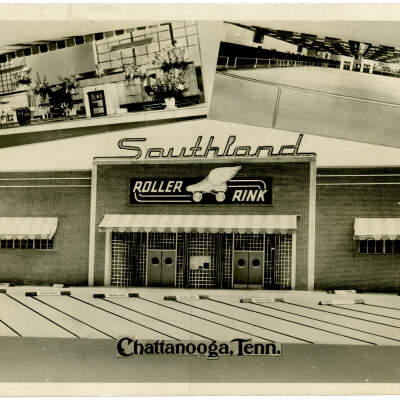 Southland
ROLLER RINK
Chattanooga, Tenn.